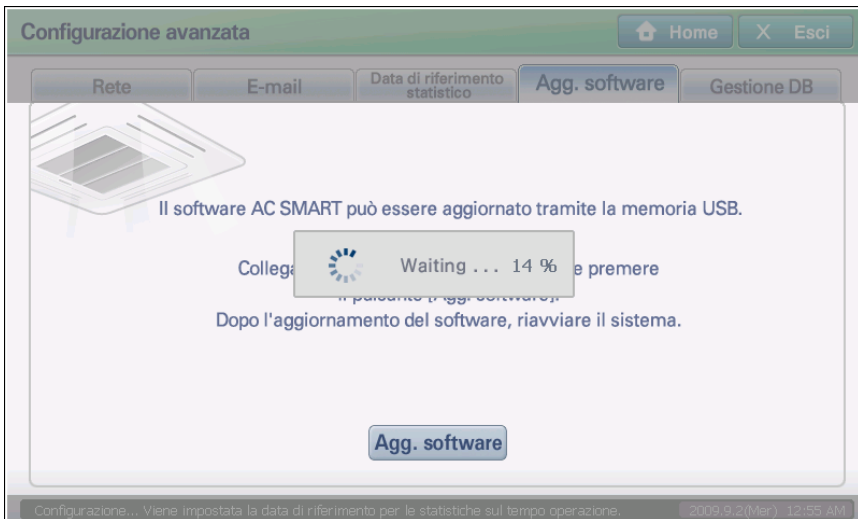 Configurazione avanzata
Home
X Esci
Rete
E-mail
Data di riferimento
statistico
Agg. software
Gestione DB
Il software AC SMART può essere aggiornato tramite la memoria USB.
Collega
Waiting ... 14 %
e premere
Dopo l'aggiornamento del software, riavviare il sistema.
Agg. software
Configurazione... Viene impostata la data di riferimento per le statistiche sul tempo operazione.
2009.9.2(Mer) 12:55 AM